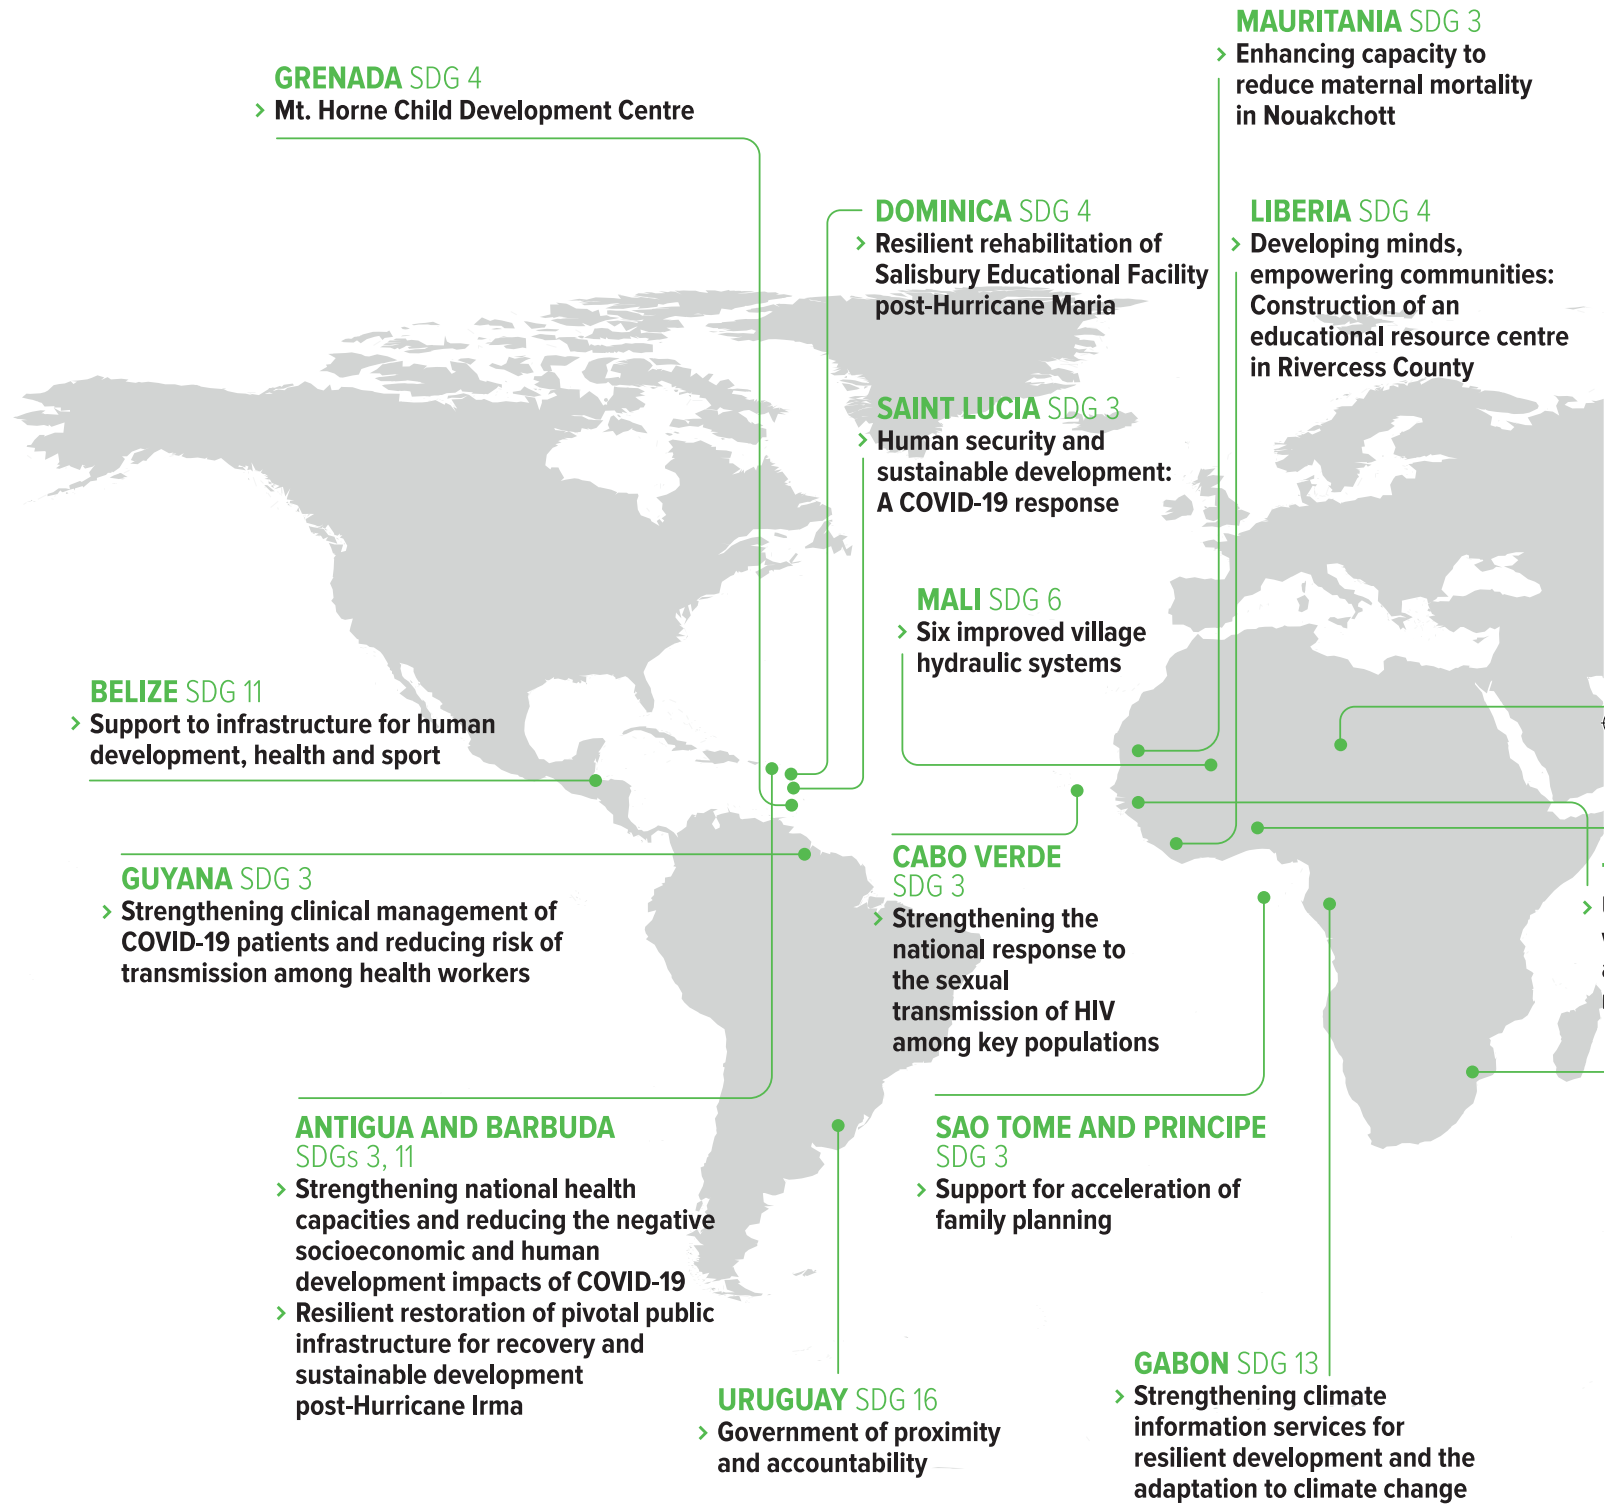 MAURITANIA SDG 3
> Enhancing capacity to
reduce maternal mortality
in Nouakchott
GRENADA SDG 4
> Mt. Horne Child Development Centre
DOMINICA SDG 4
> Resilient rehabilitation of
Salisbury Educational Facility
post-Hurricane Maria
LIBERIA SDG 4
> Developing minds,
empowering communities:
Construction of an
educational resource centre
in Rivercess County
SAINT LUCIA SDG 3
> Human security and
sustainable development:
A COVID-19 response
MALI SDG 6
> Six improved village
hydraulic systems
BELIZE SDG 11
> Support to infrastructure for human
development, health and sport
GUYANA SDG 3
> Strengthening clinical management of
COVID-19 patients and reducing risk of
transmission among health workers
CABO VERDE
SDG 3
> Strengthening the
national response to
the sexual
transmission of HIV
among key populations
ANTIGUA AND BARBUDA
SDGs 3, 11
> Strengthening national health
capacities and reducing the negative
socioeconomic and human
development impacts of COVID-19
> Resilient restoration of pivotal public
infrastructure for recovery and
sustainable development
post-Hurricane Irma
SAO TOME AND PRINCIPE
SDG 3
> Support for acceleration of
family planning
URUGUAY SDG 16
> Government of proximity
and accountability
GABON SDG 13
> Strengthening climate
information services for
resilient development and the
adaptation to climate change